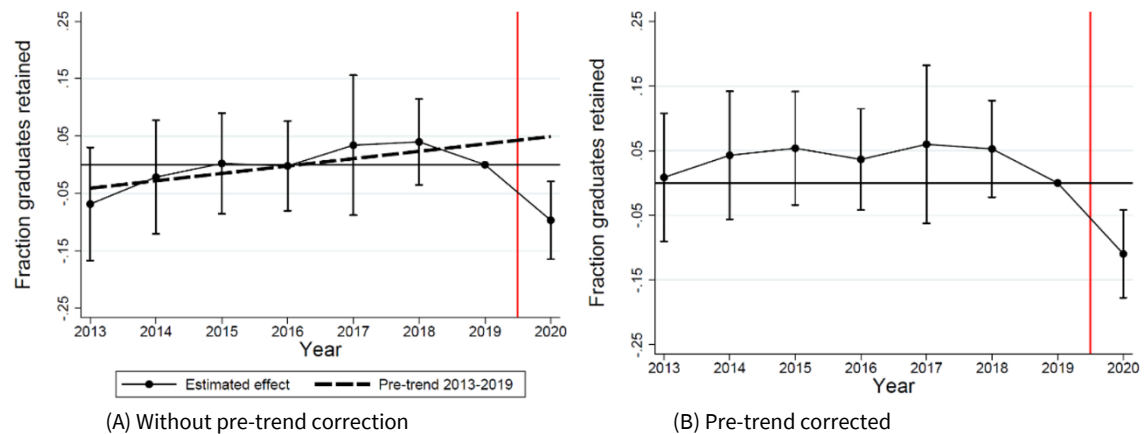 Fraction graduates retained
.25
.15
.05
-.05
-.15
-.25
2013 2014 2015 2016 2017 2018 2019 2020
Year
Estimated effect Pre-trend 2013-2019
(A) Without pre-trend correction
Fraction graduates retained
.25
.15
.05
-.05
-.15
-.25
2013 2014 2015 2016 2017 2018 2019 2020
Year
(B) Pre-trend corrected